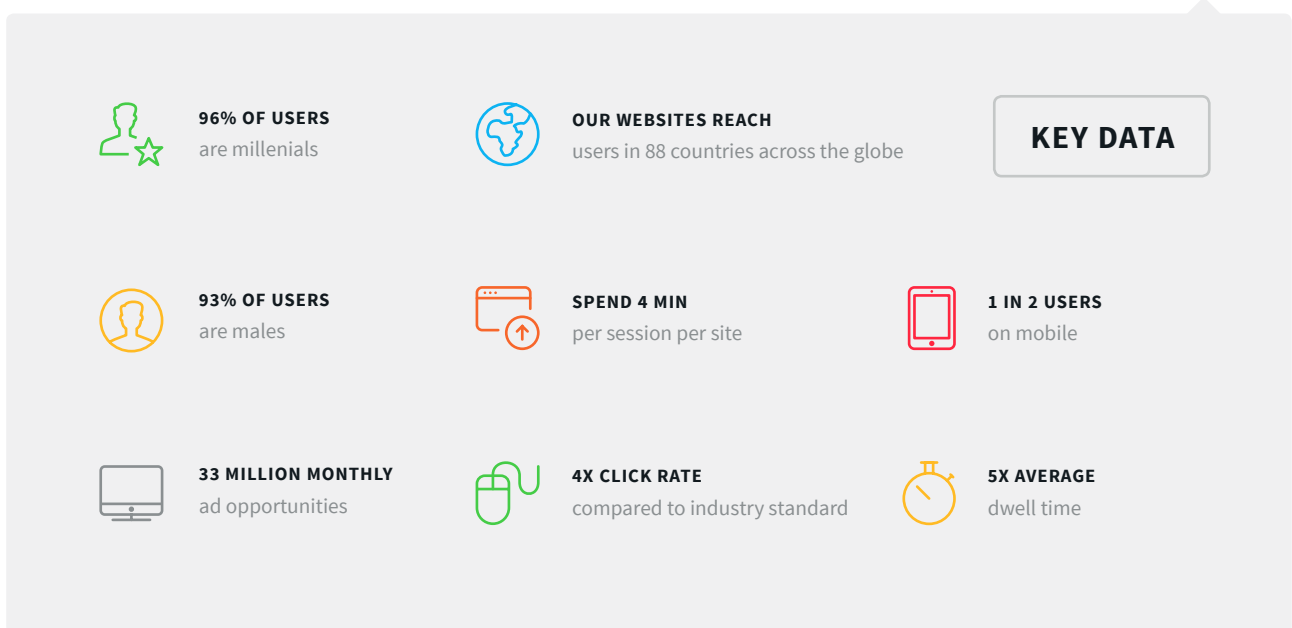 96% OF USERS
are millenials
OUR WEBSITES REACH
users in 88 countries across the globe
KEY DATA
93% OF USERS
are males
SPEND 4 MIN
per session per site
1 IN 2 USERS
on mobile
33 MILLION MONTHLY
ad opportunities
4X CLICK RATE
compared to industry standard
5X AVERAGE
dwell time